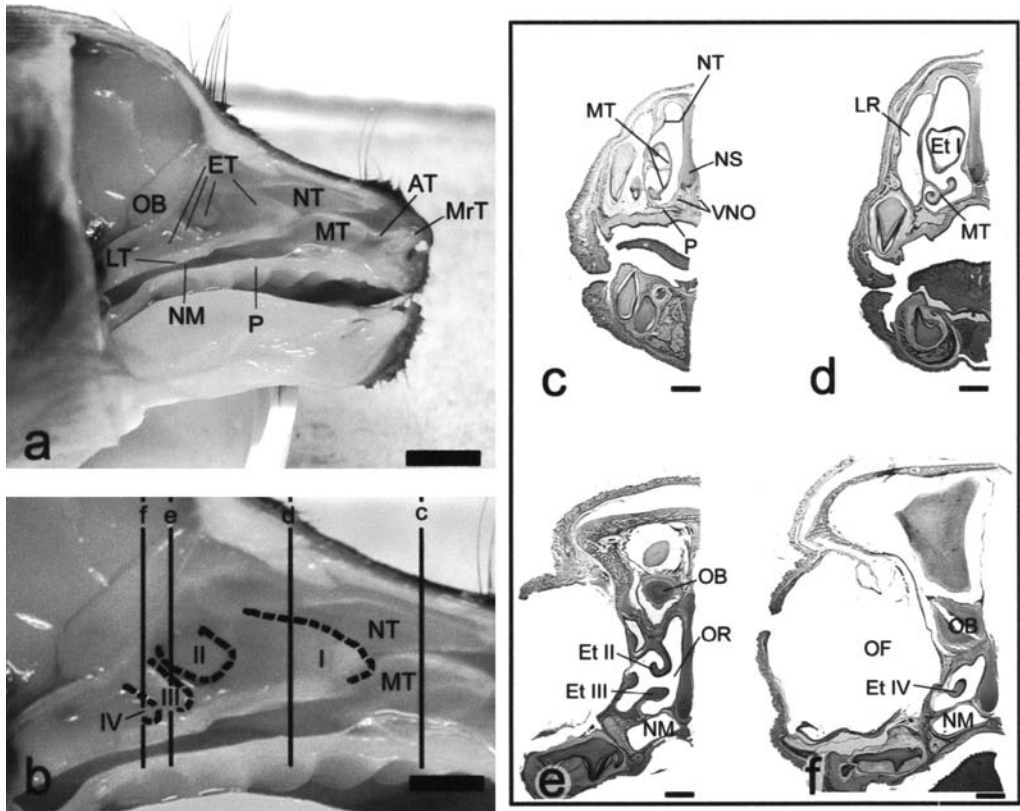 ET
OB
NT
AT
MrT
MT
LT
NM
P
a
f e d c
NT
II
I
MT
III
IV
b
NT
MT
NS
VNO
P
c
LR
Et I
MT
d
OB
OR
Et II
Et III
NM
e
OF
OB
Et IV
NM
f